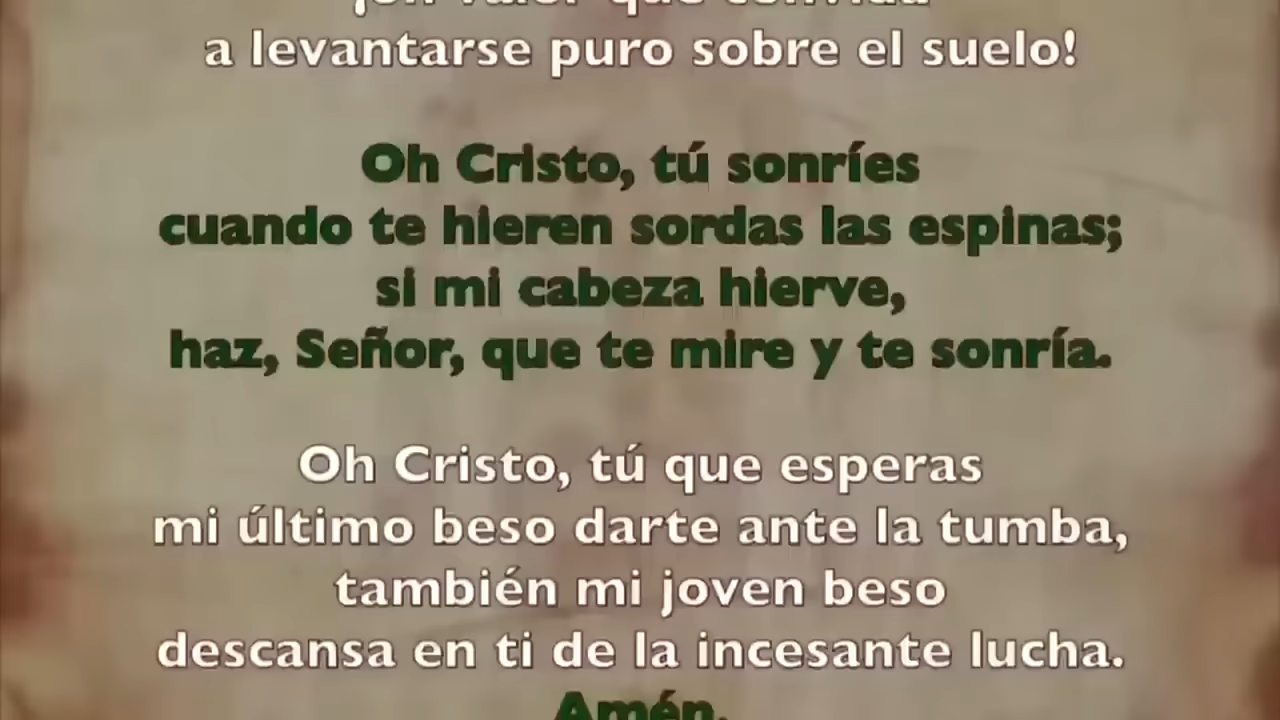 que
a levantarse puro sobre el suelo!
Oh Cristo, tú sonríes
cuando te hieren sordas las espinas;
si mi cabeza hierve,
haz, Señor, que te mire y te sonría.
Oh Cristo, tú que esperas
mi último beso darte ante la tumba,
también mi joven beso
descansa en ti de la incesante lucha.
Amén.